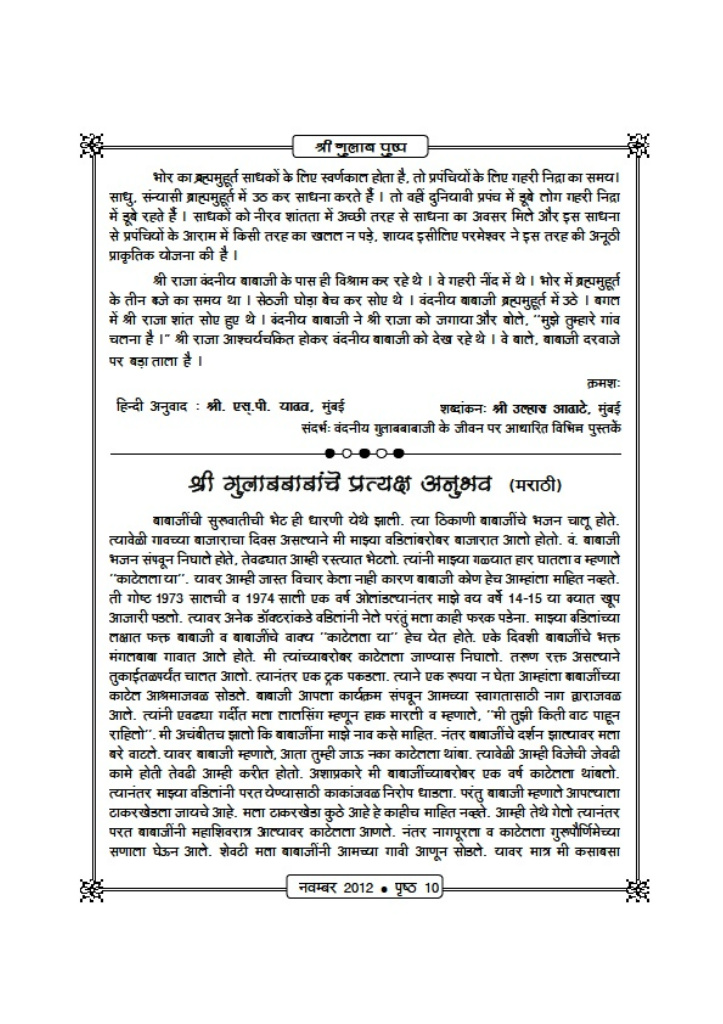 श्री गुलाब पुष्प
भोर का ब्रह्ममुहूर्त साधकों के लिए स्वर्णकाल होता है, तो प्रपंचियों के लिए गहरी निद्रा का समय।
साधु, संन्यासी ब्राह्ममुहूर्त में उठ कर साधना करते हैं । तो वहीं दुनियावी प्रपंच में डूबे लोग गहरी निद्रा
में डूबे रहते हैं । साधकों को नीरव शांतता में अच्छी तरह से साधना का अवसर मिले और इस साधना
से प्रपंचियों के आराम में किसी तरह का खलल न पड़े, शायद इसीलिए परमेश्वर ने इस तरह की अनूठी
प्राकृतिक योजना की है ।
श्री राजा वंदनीय बाबाजी के पास ही विश्राम कर रहे थे । वे गहरी नींद में थे । भोर में ब्रह्ममुहूर्त
के तीन बजे का समय था । सेठजी घोड़ा बेच कर सोए थे । वंदनीय बाबाजी ब्रह्ममुहूर्त में उठे । बगल
में श्री राजा शांत सोए हुए थे । वंदनीय बाबाजी ने श्री राजा को जगाया और बोले, ‘‘मुझे तुम्हारे गांव
चलना है ।" श्री राजा आश्चर्यचकित होकर वंदनीय बाबाजी को देख रहे थे । वे बाले, बाबाजी दरवाजे
पर बड़ा ताला है ।
क्रमशः
हिन्दी अनुवाद : श्री. एस.पी. यादव, मुंबई
शब्दांकनः श्री उल्हास आढाटे, मुंबई
संदर्भः वंदनीय गुलाबबाबाजी के जीवन पर आधारित विभिन्न पुस्तकें
श्री गुलाबबाबांचे प्रत्यक्ष अनुभव (मराठी)
बाबाजींची सुरूवातीची भेट ही धारणी येथे झाली. त्या ठिकाणी बाबाजींचे भजन चालू होते.
त्यावेळी गावच्या बाजाराचा दिवस असल्याने मी माझ्या वडिलांबरोबर बाजारात आलो होतो. वं. बाबाजी
भजन संपवून निघाले होते, तेवढ्यात आम्ही रस्त्यात भेटलो. त्यांनी माझ्या गळ्यात हार घातला व म्हणाले
‘‘काटेलला या’’. यावर आम्ही जास्त विचार केला नाही कारण बाबाजी कोण हेच आम्हांला माहित नव्हते.
ती गोष्ट 1973 सालची व 1974 साली एक वर्ष ओलांडल्यानंतर माझे वय वर्षे 14-15 या वयात खूप
आजारी पडलो. त्यावर अनेक डॉक्टरांकडे वडिलांनी नेले परंतु मला काही फरक पडेना. माझ्या वडिलांच्या
लक्षात फक्त बाबाजी व बाबाजींचे वाक्य ‘‘काटेलला या’’ हेच येत होते. एके दिवशी बाबाजींचे भक्त
मंगलबाबा गावात आले होते. मी त्यांच्याबरोबर काटेलला जाण्यास निघालो. तरूण रक्त असल्याने
तुकाईतळपर्यंत चालत आलो. त्यानंतर एक ट्रक पकडला. त्याने एक रूपया न घेता आम्हांला बाबाजींच्या
काटेल आश्रमाजवळ सोडले. बाबाजी आपला कार्यक्रम संपवून आमच्या स्वागतासाठी नाग द्वाराजवळ
आले. त्यांनी एवढ्या गर्दीत मला लालसिंग म्हणून हाक मारली व म्हणाले, ‘‘मी तुझी किती वाट पाहून
राहिलो’’. मी अचंबीतच झालो कि बाबाजींना माझे नाव कसे माहित. नंतर बाबाजींचे दर्शन झाल्यावर मला
बरे वाटले. यावर बाबाजी म्हणाले, आता तुम्ही जाऊ नका काटेलला थांबा. त्यावेळी आम्ही विजेची जेवढी
कामे होती तेवढी आम्ही करीत होतो. अशाप्रकारे मी बाबाजींच्याबरोबर एक वर्ष काटेलला थांबलो.
त्यानंतर माझ्या वडिलांनी परत येण्यासाठी काकांजवळ निरोप धाडला. परंतु बाबाजी म्हणाले आपल्याला
टाकरखेडला जायचे आहे. मला टाकरखेडा कुठे आहे हे काहीच माहित नव्हते. आम्ही तेथे गेलो त्यानंतर
परत बाबाजींनी महाशिवरात्र आल्यावर काटेलला आणले. नंतर नागपूरला व काटेलला गुरूपौर्णिमेच्या
सणाला घेऊन आले. शेवटी मला बाबाजींनी आमच्या गावी आणून सोडले. यावर मात्र मी कसाबसा
नवम्बर 2012 ● पृष्ठ 10